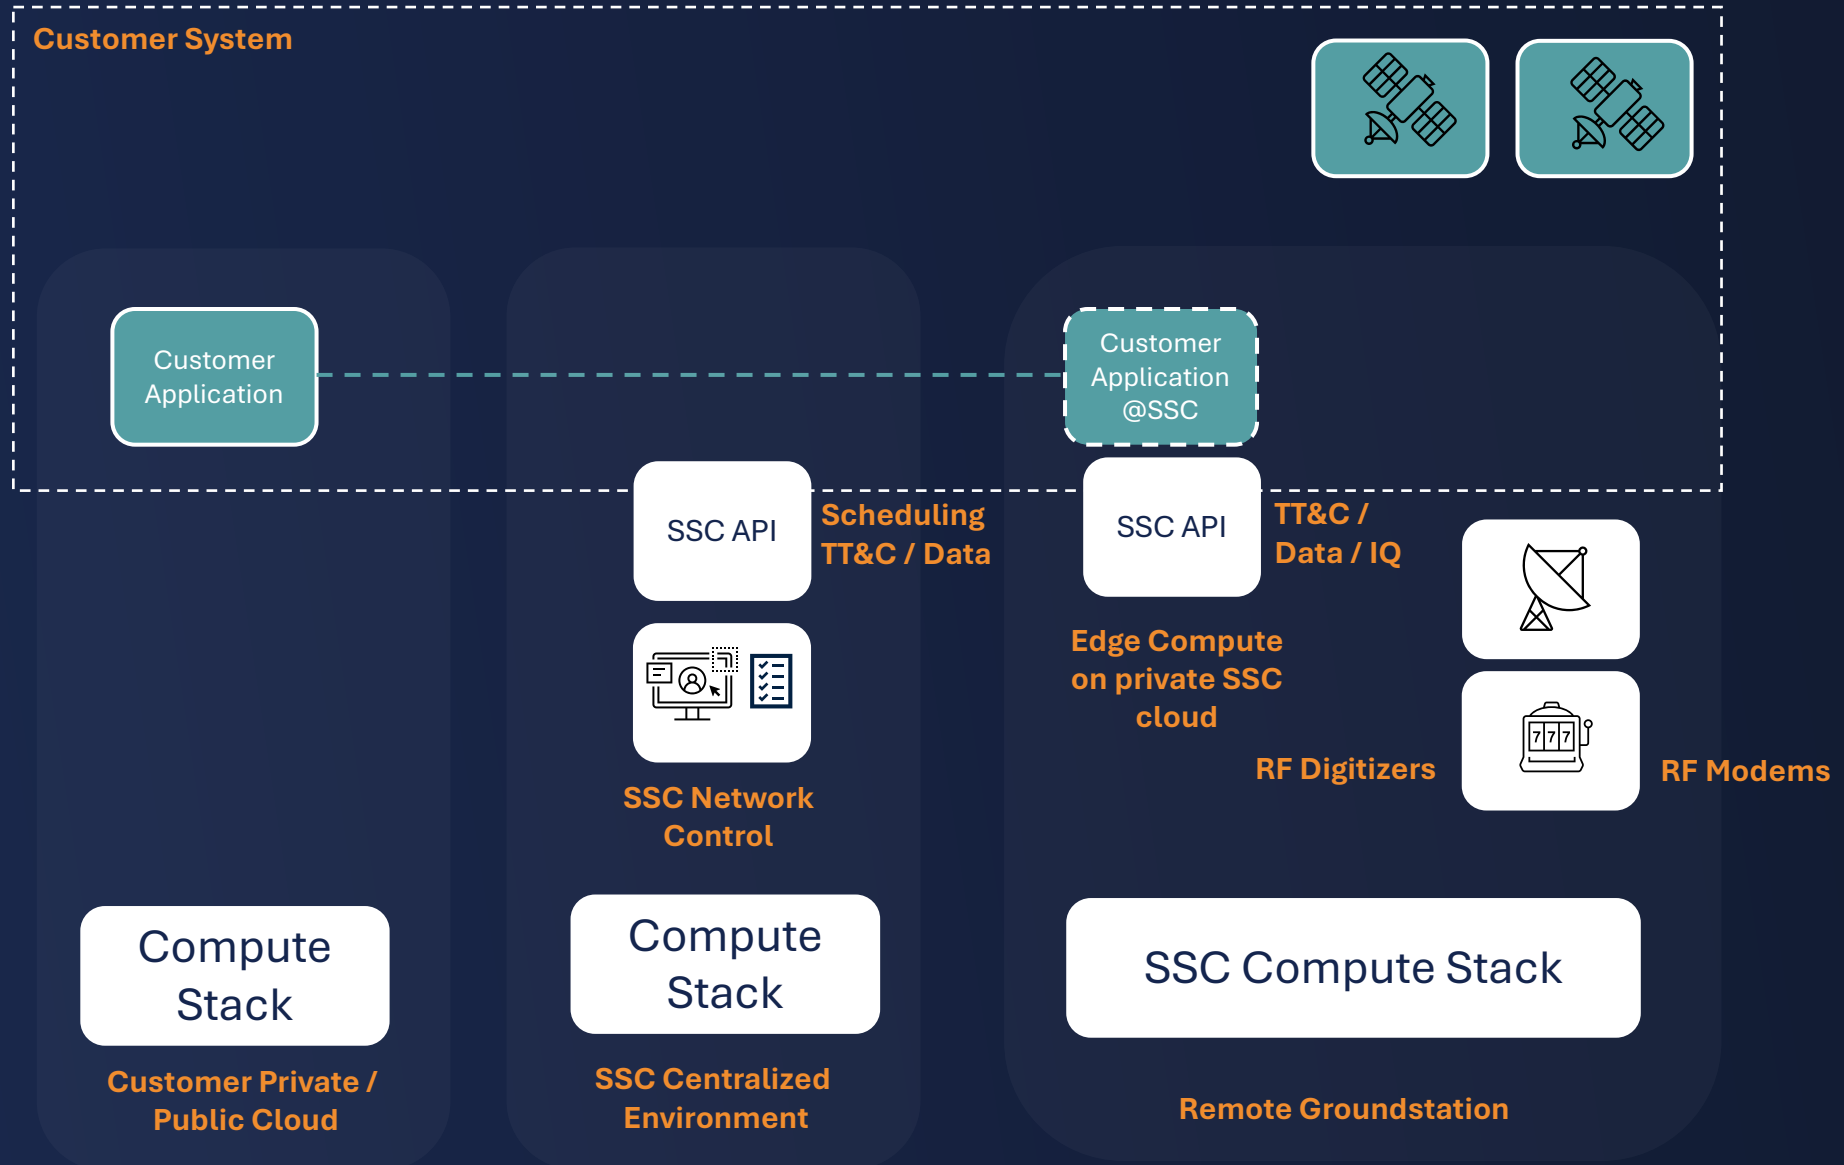 Customer System
Customer
Application
Customer
Application
@SSC
SSC API
Scheduling
TT&C / Data
SSC API
TT&C /
Data / IQ
Edge Compute
on private SSC
cloud
777
RF Digitizers
RF Modems
SSC Network
Control
Compute
Stack
Compute
Stack
SSC Compute Stack
Customer Private /
Public Cloud
SSC Centralized
Environment
Remote Groundstation